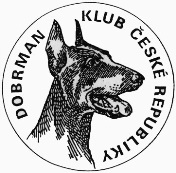 DOBRMAN KLUB ČESKÉ REPUBLIKY